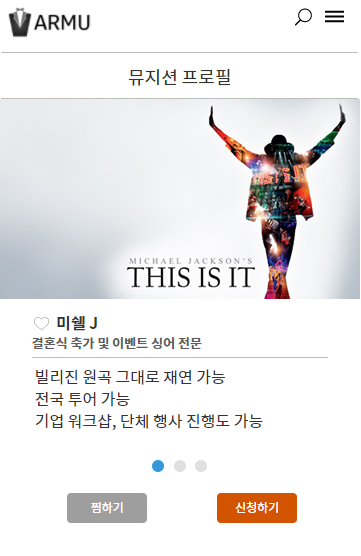 ARMU
뮤지션 프로필
MICHAEL JACKSON'S
THIS IS IT
미쉘 J
결혼식 축가 및 이벤트 싱어 전문
빌리진 원곡 그대로 재연 가능
전국 투어 가능
기업 워크샵, 단체 행사 진행도 가능
찜하기
신청하기